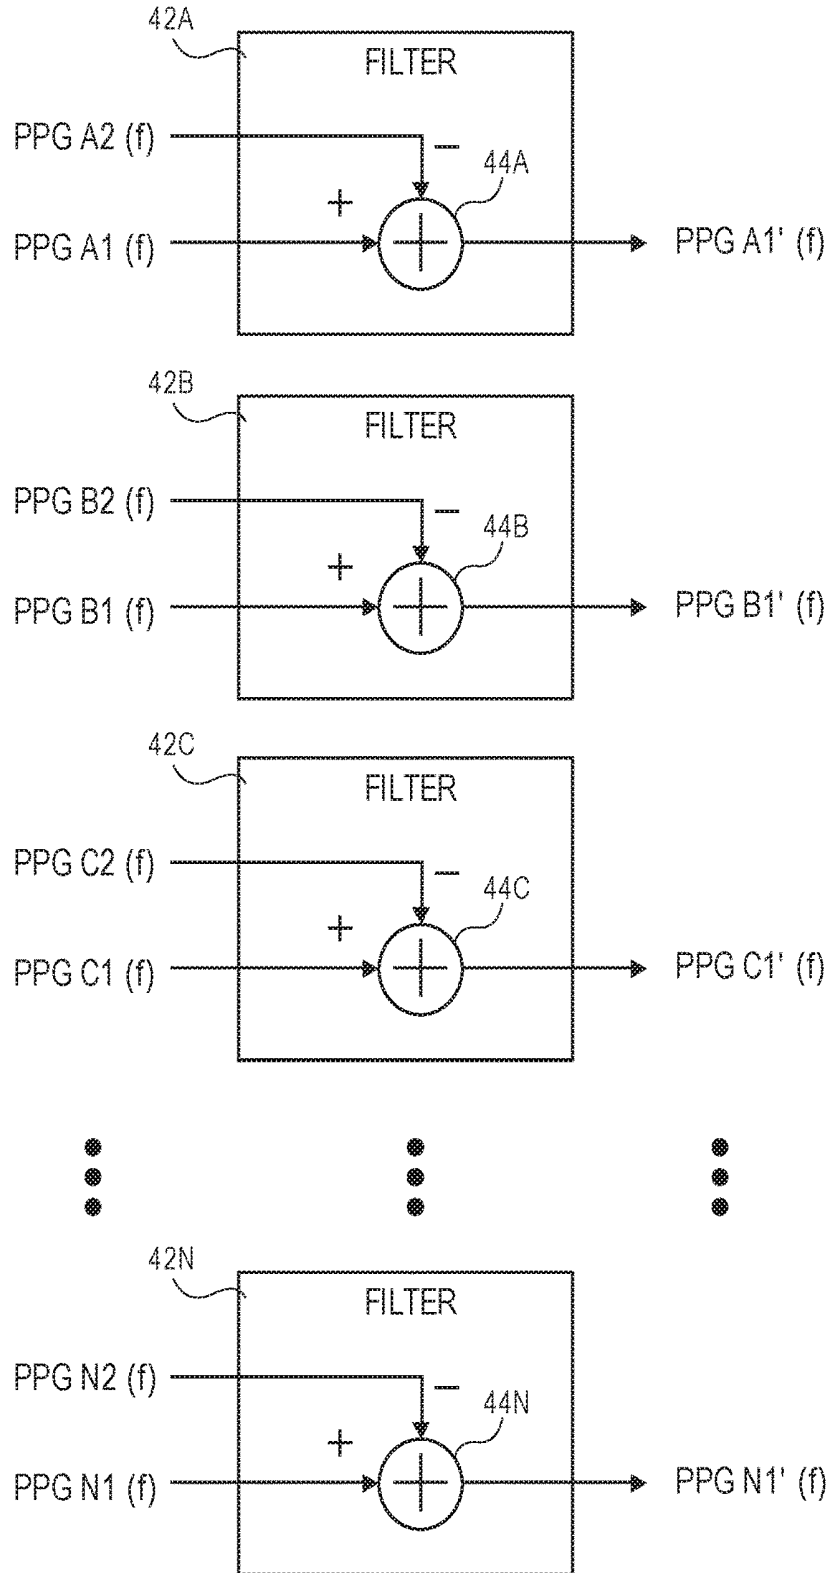 42A
FILTER
PPG A2 (f)
−
44A
+
PPG A1 (f)
PPG A1' (f)
42B
FILTER
PPG B2 (f)
−
44B
+
PPG B1 (f)
PPG B1' (f)
42C
FILTER
PPG C2 (f)
−
44C
+
PPG C1 (f)
PPG C1' (f)
42N
FILTER
PPG N2 (f)
−
44N
+
PPG N1 (f)
PPG N1' (f)